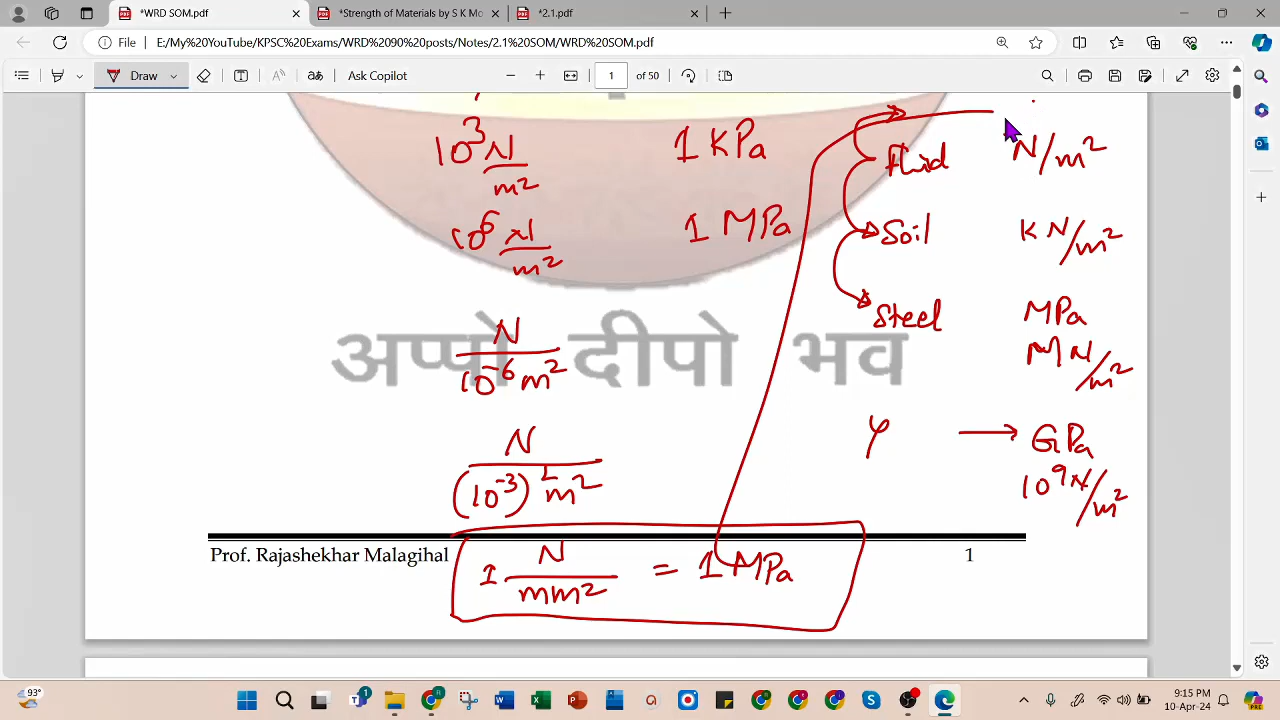 *WRD SOM.pdf
*Strength of Materials by S K Mo
*2.1.pdf
File E:/My%20YouTube/KPSC%20Exams/WRD%2090%20posts/Notes/2.1%20SOM/WRD%20SOM.pdf
Draw
Ask Copilot
1 of 50
10³ N/m² 1 KPa
Fluid N/m²
10⁶ N/m² 1 MPa
Soil KN/m²
Steel MPa
MN/m²
N/10⁻⁶ m²
अप्पो दीपो भव
→ GPa
10⁹ N/m²
N/(10⁻³)² m²
Prof. Rajashekhar Malagihal 1
1 N/mm² = 1 MPa
93°
9:15 PM
10-Apr-24